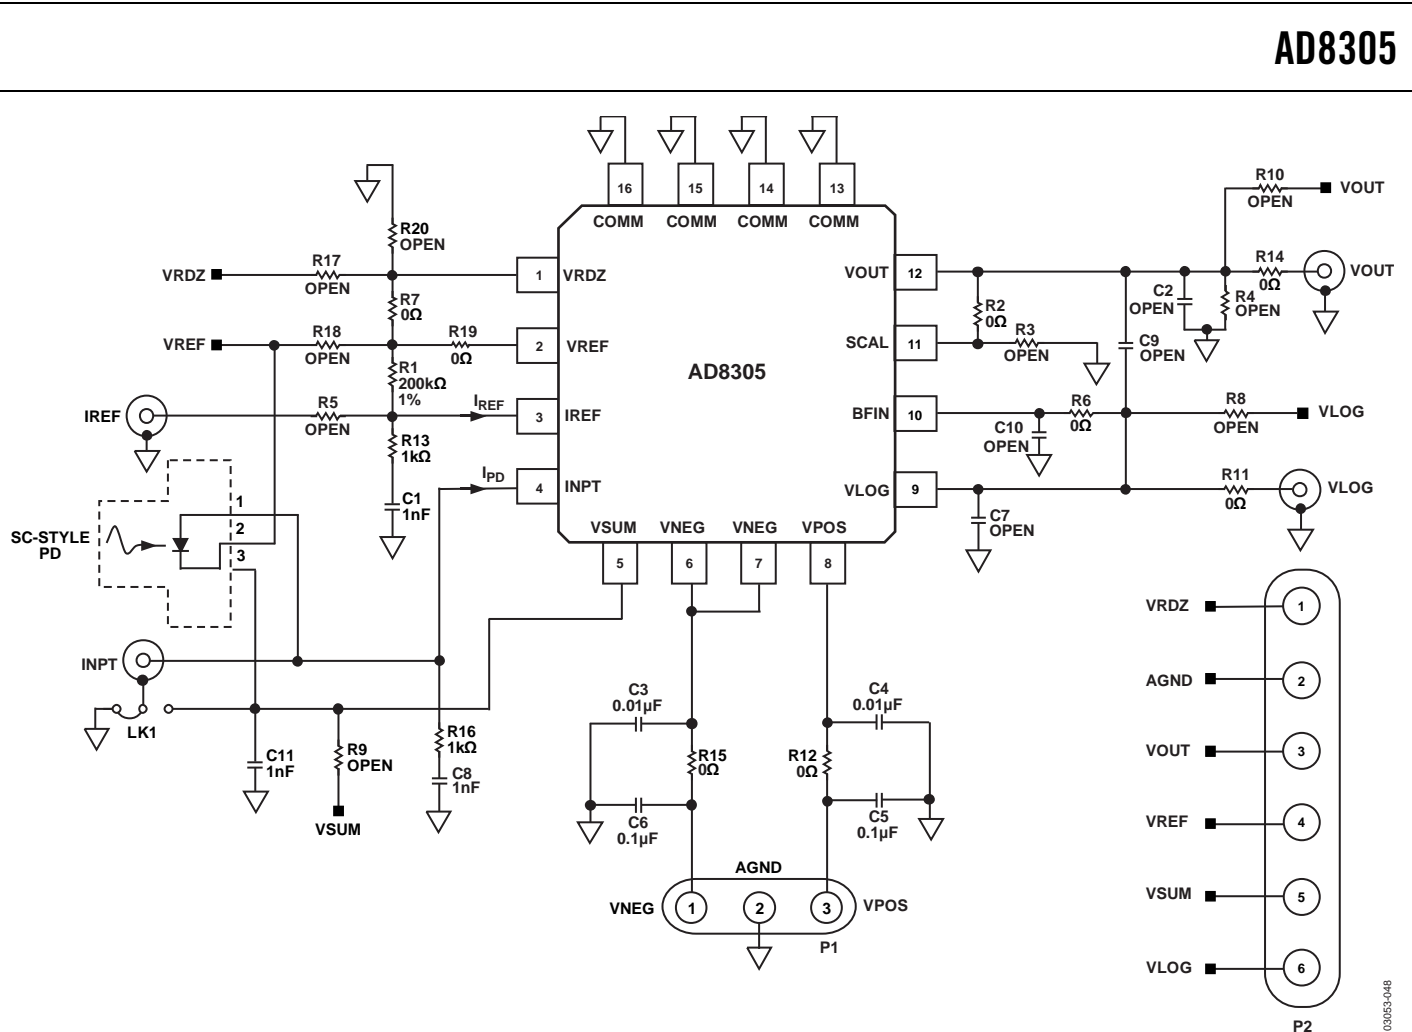 AD8305
16
15
14
13
COMM
COMM
COMM
COMM
R10
OPEN
VOUT
R20
OPEN
VRDZ
R17
OPEN
1
VRDZ
VOUT
12
R14
0Ω
VOUT
R7
0Ω
R2
0Ω
C2
OPEN
R4
OPEN
VREF
R18
OPEN
R19
0Ω
2
VREF
SCAL
11
R3
OPEN
C9
OPEN
AD8305
R1
200kΩ
1%
IREF
R5
OPEN
IREF
3
IREF
BFIN
10
C10
OPEN
R6
0Ω
R8
OPEN
VLOG
R13
1kΩ
IPD
4
INPT
VLOG
9
R11
0Ω
VLOG
C1
1nF
C7
OPEN
SC-STYLE
PD
1
2
3
VSUM
VNEG
VNEG
VPOS
5
6
7
8
INPT
LK1
C11
1nF
R9
OPEN
VSUM
R16
1kΩ
C8
1nF
C3
0.01µF
C4
0.01µF
R15
0Ω
R12
0Ω
C6
0.1µF
C5
0.1µF
AGND
VNEG
1
2
3
VPOS
P1
VRDZ
1
AGND
2
VOUT
3
VREF
4
VSUM
5
VLOG
6
P2
03053-048